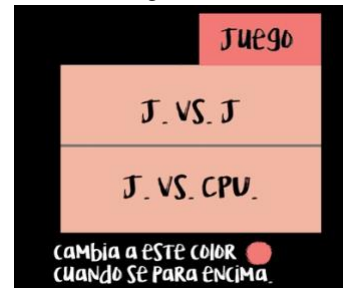 Juego
J. VS. J
J. VS. CPU.
Cambia a este color
cuando se para encima.